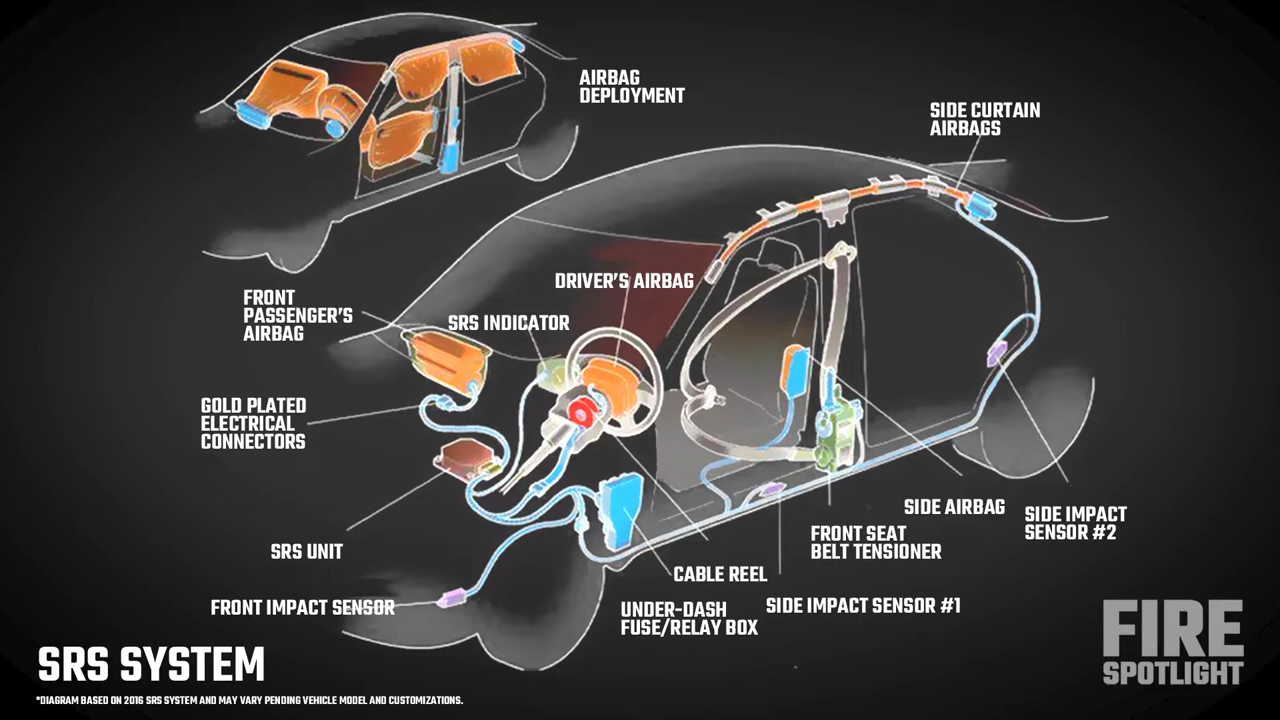 AIRBAG
DEPLOYMENT
SIDE CURTAIN
AIRBAGS
DRIVER'S AIRBAG
FRONT
PASSENGER'S
AIRBAG
SRS INDICATOR
GOLD PLATED
ELECTRICAL
CONNECTORS
SIDE AIRBAG
SIDE IMPACT
SENSOR #2
FRONT SEAT
BELT TENSIONER
SRS UNIT
CABLE REEL
FRONT IMPACT SENSOR
UNDER-DASH
FUSE/RELAY BOX
SIDE IMPACT SENSOR #1
SRS SYSTEM
*DIAGRAM BASED ON 2016 SRS SYSTEM AND MAY VARY PENDING VEHICLE MODEL AND CUSTOMIZATIONS.
FIRE
SPOTLIGHT